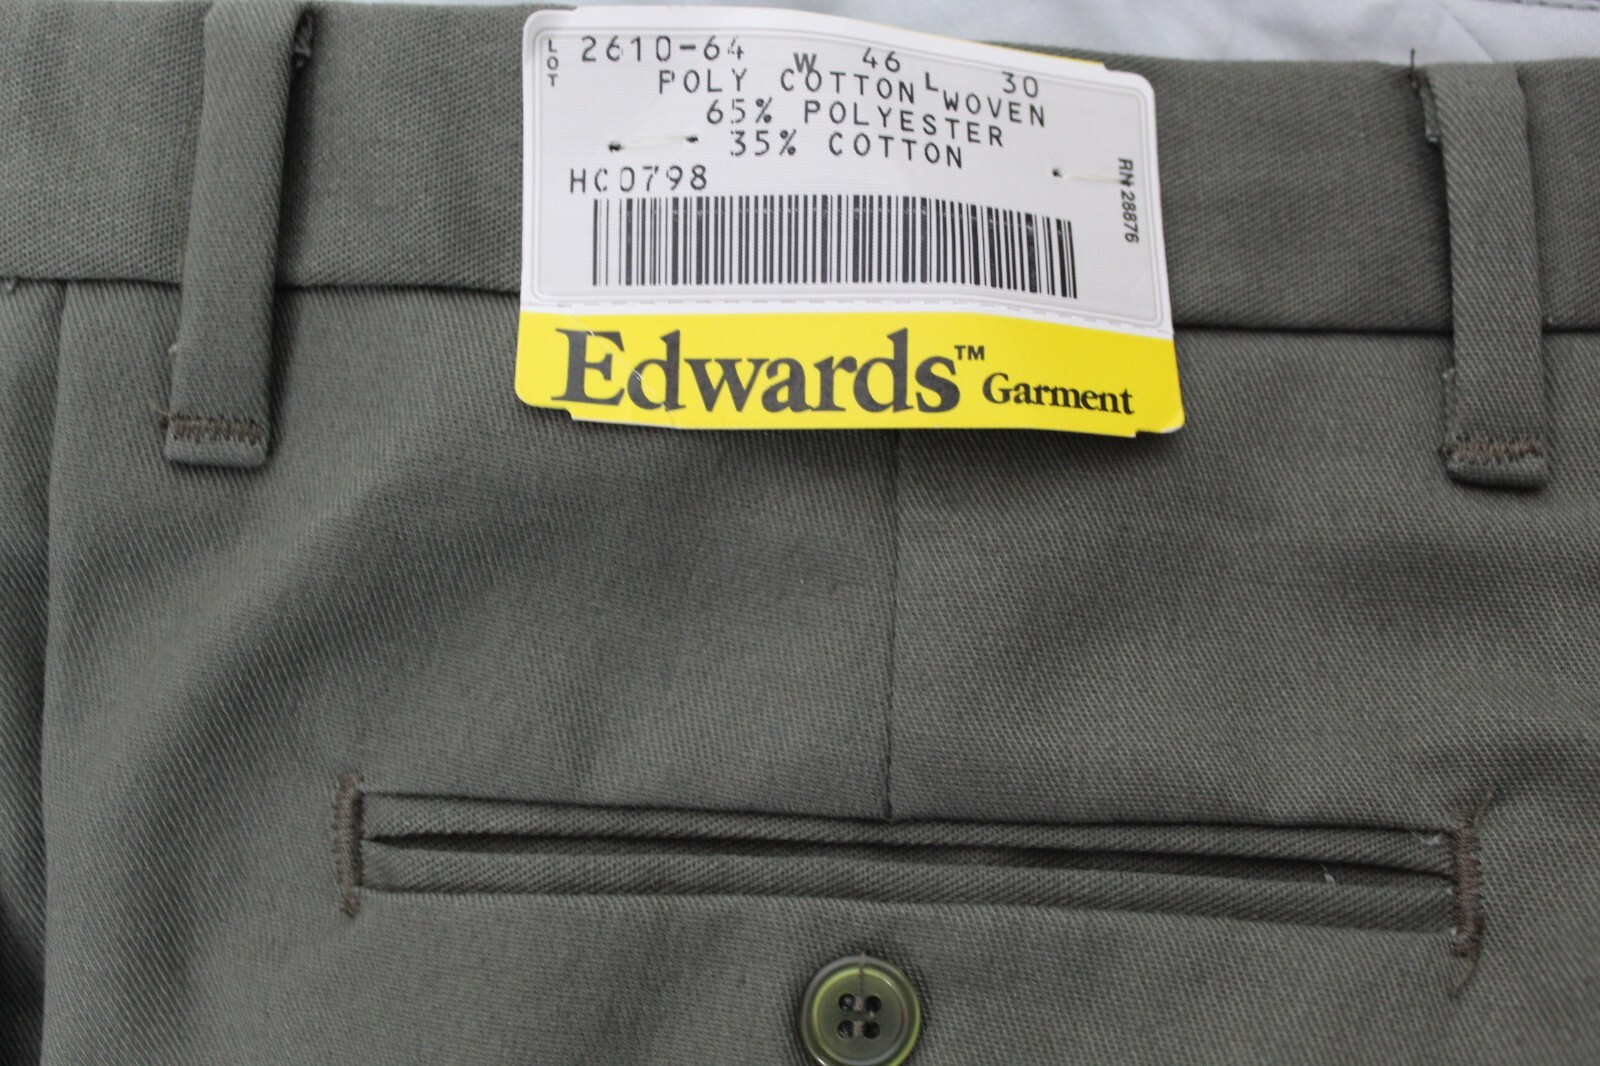 LOT 2610-64 W 46 L 30
POLY COTTON WOVEN
65% POLYESTER
35% COTTON
HC0798
RN 28876
Edwards™ Garment